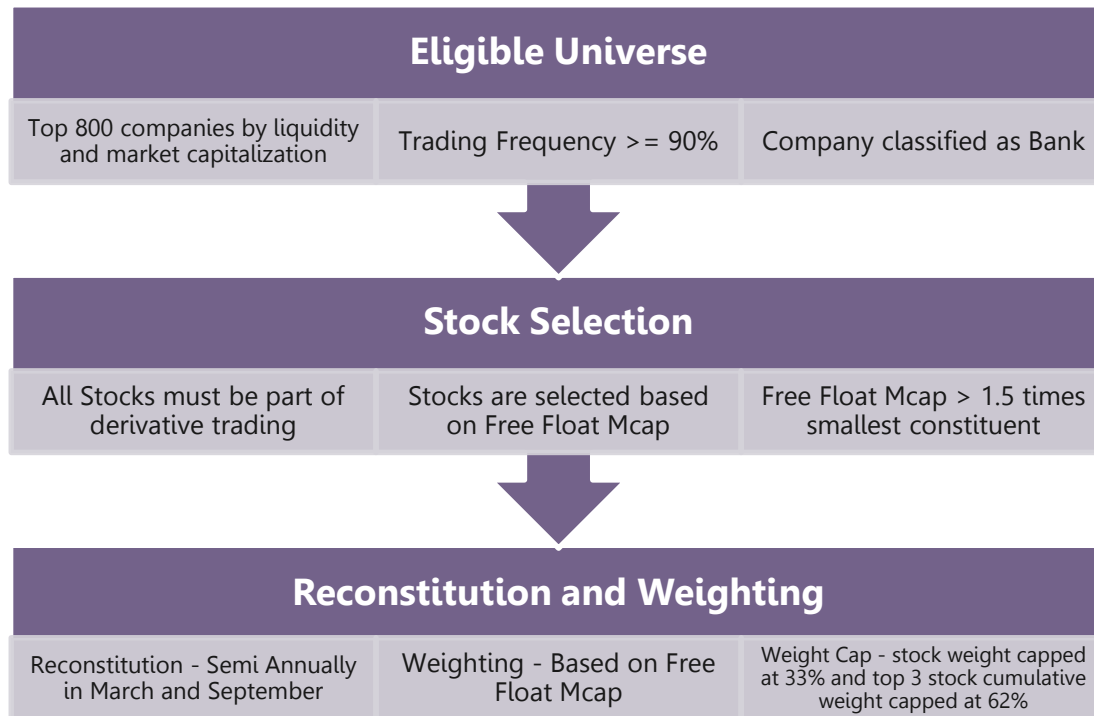 Eligible Universe
Top 800 companies by liquidity
and market capitalization
Trading Frequency >= 90%
Company classified as Bank
Stock Selection
All Stocks must be part of
derivative trading
Stocks are selected based
on Free Float Mcap
Free Float Mcap > 1.5 times
smallest constituent
Reconstitution and Weighting
Reconstitution - Semi Annually
in March and September
Weighting - Based on Free
Float Mcap
Weight Cap - stock weight capped
at 33% and top 3 stock cumulative
weight capped at 62%